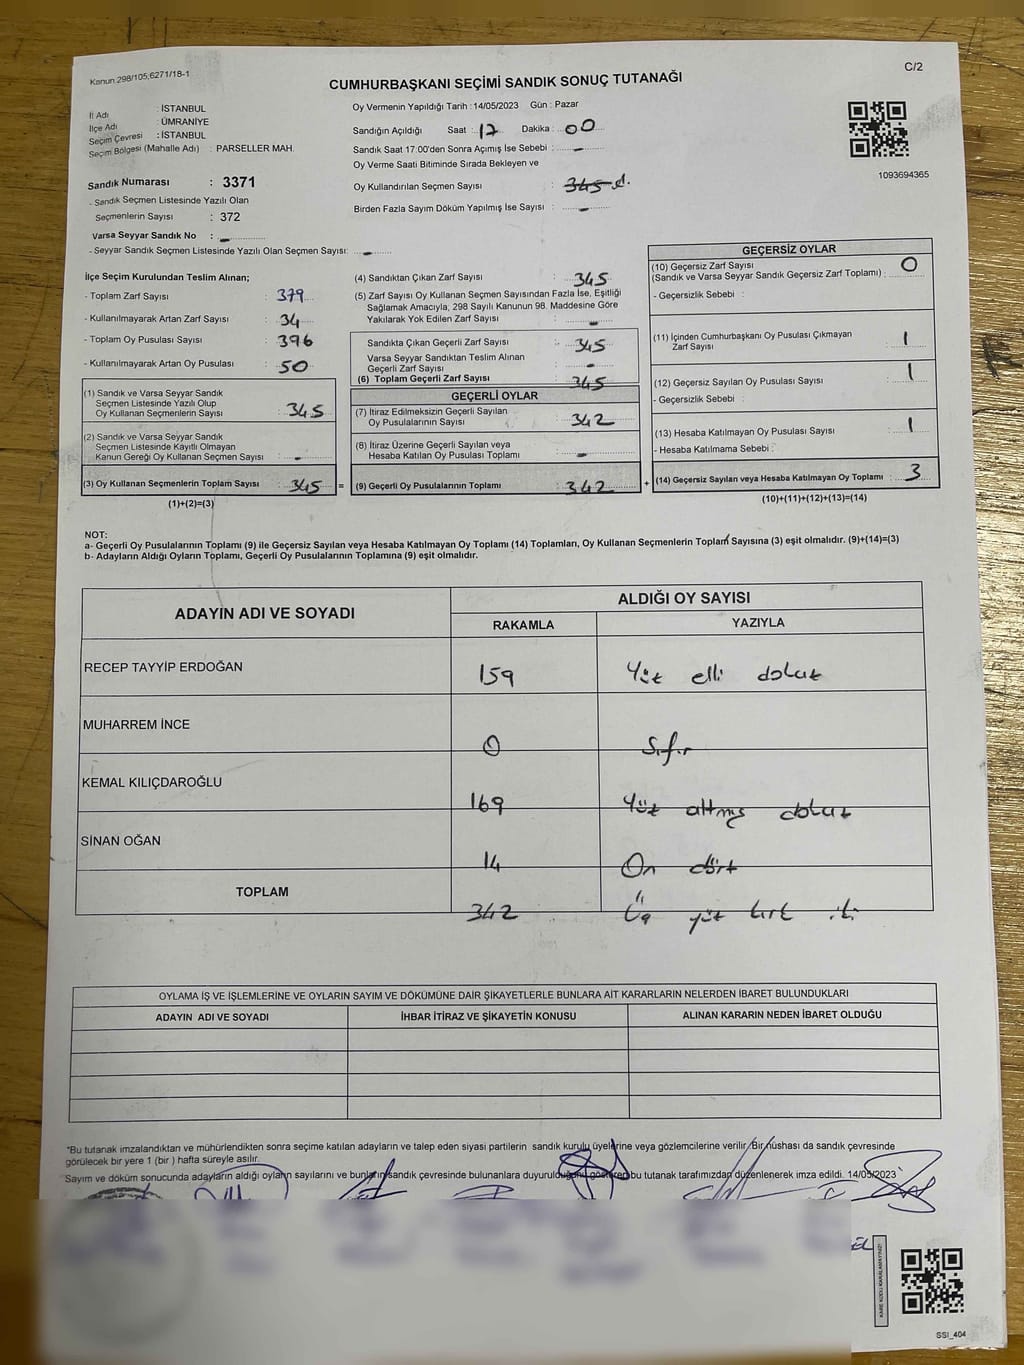 Kanun 298/105,6271/18-1
C/2
CUMHURBAŞKANI SEÇİMİ SANDIK SONUÇ TUTANAĞI
İl Adı : İSTANBUL
İlçe Adı : ÜMRANİYE
Seçim Çevresi : İSTANBUL
Seçim Bölgesi (Mahalle Adı) : PARSELLER MAH.
Sandık Numarası : 3371
- Sandık Seçmen Listesinde Yazılı Olan
Seçmenlerin Sayısı : 372
Varsa Seyyar Sandık No : -
- Seyyar Sandık Seçmen Listesinde Yazılı Olan Seçmen Sayısı: -
Oy Vermenin Yapıldığı Tarih :14/05/2023 Gün : Pazar
Sandığın Açıldığı Saat : 17 Dakika : 00
Sandık Saat 17:00'den Sonra Açımış İse Sebebi : -
Oy Verme Saati Bitiminde Sırada Bekleyen ve
Oy Kullandırılan Seçmen Sayısı : 345
Birden Fazla Sayım Döküm Yapılmış İse Sayısı : -
1093694365
İlçe Seçim Kurulundan Teslim Alınan;
- Toplam Zarf Sayısı : 379
- Kullanılmayarak Artan Zarf Sayısı : 34
- Toplam Oy Pusulası Sayısı : 396
- Kullanılmayarak Artan Oy Pusulası : 50
(1) Sandık ve Varsa Seyyar Sandık
Seçmen Listesinde Yazılı Olup
Oy Kullanan Seçmenlerin Sayısı : 345
(2) Sandık ve Varsa Seyyar Sandık
Seçmen Listesinde Kayıtlı Olmayan
Kanun Gereği Oy Kullanan Seçmen Sayısı : -
(3) Oy Kullanan Seçmenlerin Toplam Sayısı : 345 =
(1)+(2)=(3)
(4) Sandıktan Çıkan Zarf Sayısı : 345
(5) Zarf Sayısı Oy Kullanan Seçmen Sayısından Fazla İse, Eşitliği
Sağlamak Amacıyla, 298 Sayılı Kanunun 98. Maddesine Göre
Yakılarak Yok Edilen Zarf Sayısı : -
Sandıkta Çıkan Geçerli Zarf Sayısı : 345
Varsa Seyyar Sandıktan Teslim Alınan
Geçerli Zarf Sayısı : -
(6) Toplam Geçerli Zarf Sayısı : 345
GEÇERLİ OYLAR
(7) İtiraz Edilmeksizin Geçerli Sayılan
Oy Pusulalarının Sayısı : 342
(8) İtiraz Üzerine Geçerli Sayılan veya
Hesaba Katılan Oy Pusulası Toplamı : -
(9) Geçerli Oy Pusulalarının Toplamı : 342 +
GEÇERSİZ OYLAR
(10) Geçersiz Zarf Sayısı
(Sandık ve Varsa Seyyar Sandık Geçersiz Zarf Toplamı) : 0
- Geçersizlik Sebebi :
(11) İçinden Cumhurbaşkanı Oy Pusulası Çıkmayan
Zarf Sayısı : 1
(12) Geçersiz Sayılan Oy Pusulası Sayısı : 1
- Geçersizlik Sebebi :
(13) Hesaba Katılmayan Oy Pusulası Sayısı : 1
- Hesaba Katılmama Sebebi :
(14) Geçersiz Sayılan veya Hesaba Katılmayan Oy Toplamı : 3
(10)+(11)+(12)+(13)=(14)
NOT:
a- Geçerli Oy Pusulalarının Toplamı (9) ile Geçersiz Sayılan veya Hesaba Katılmayan Oy Toplamı (14) Toplamları, Oy Kullanan Seçmenlerin Toplam Sayısına (3) eşit olmalıdır. (9)+(14)=(3)
b- Adayların Aldığı Oyların Toplamı, Geçerli Oy Pusulalarının Toplamına (9) eşit olmalıdır.
ADAYIN ADI VE SOYADI
ALDIĞI OY SAYISI
RAKAMLA YAZIYLA
RECEP TAYYİP ERDOĞAN 159 Yüz elli dokuz
MUHARREM İNCE 0 Sıfır
KEMAL KILIÇDAROĞLU 169 Yüz altmış dokuz
SİNAN OĞAN 14 On dört
TOPLAM 342 Üç yüz kırk iki
OYLAMA İŞ VE İŞLEMLERİNE VE OYLARIN SAYIM VE DÖKÜMÜNE DAİR ŞİKAYETLERLE BUNLARA AİT KARARLARIN NELERDEN İBARET BULUNDUKLARI
ADAYIN ADI VE SOYADI İHBAR İTİRAZ VE ŞİKAYETİN KONUSU ALINAN KARARIN NEDEN İBARET OLDUĞU
*Bu tutanak imzalandıktan ve mühürlendikten sonra seçime katılan adayların ve talep eden siyasi partilerin sandık kurulu üyelerine veya gözlemcilerine verilir. Bir nüshası da sandık çevresinde
görülecek bir yere 1 (bir ) hafta süreyle asılır.
Sayım ve döküm sonucunda adayların aldığı oyların sayılarını ve bunların sandık çevresinde bulunanlara duyurulduğunu gösteren bu tutanak tarafımızdan düzenlenerek imza edildi. 14/05/2023
KARE KODU KARALAMAYINIZ!
SSI_404